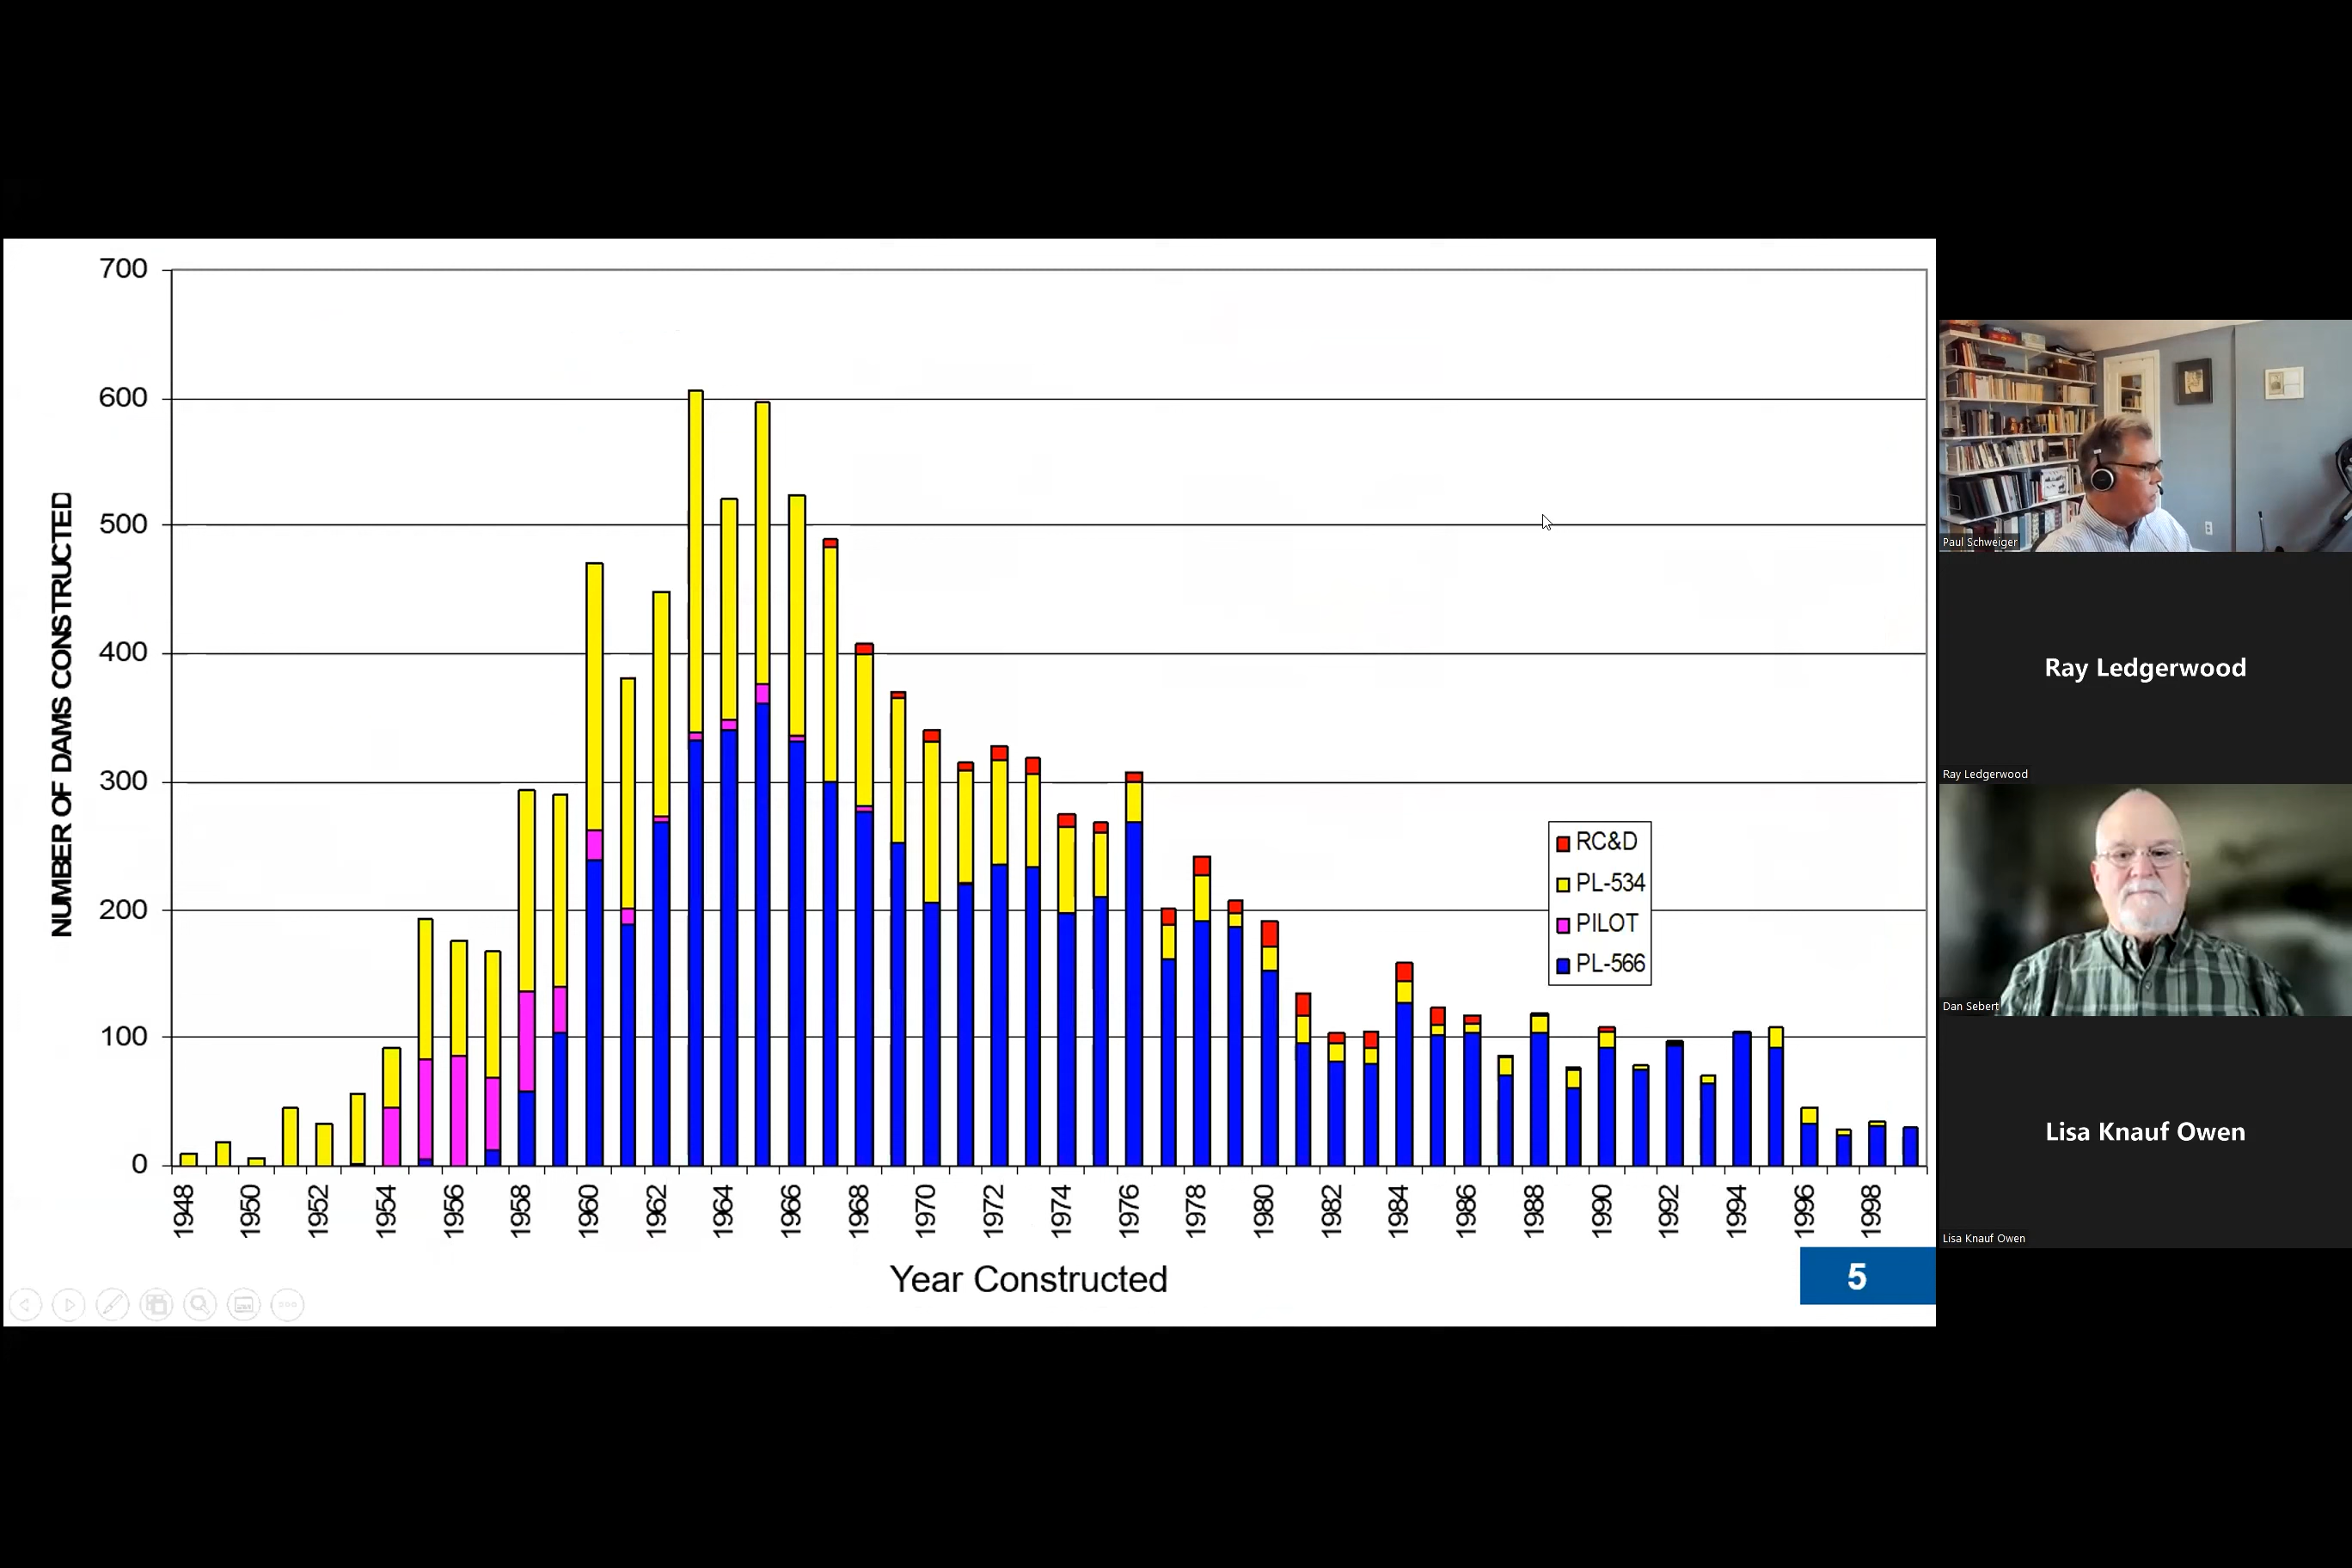 NUMBER OF DAMS CONSTRUCTED
700
600
500
400
300
200
100
0
1948
1950
1952
1954
1956
1958
1960
1962
1964
1966
1968
1970
1972
1974
1976
1978
1980
1982
1984
1986
1988
1990
1992
1994
1996
1998
Year Constructed
RC&D
PL-534
PILOT
PL-566
5
Paul Schweiger
Ray Ledgerwood
Ray Ledgerwood
Dan Sebert
Lisa Knauf Owen
Lisa Knauf Owen